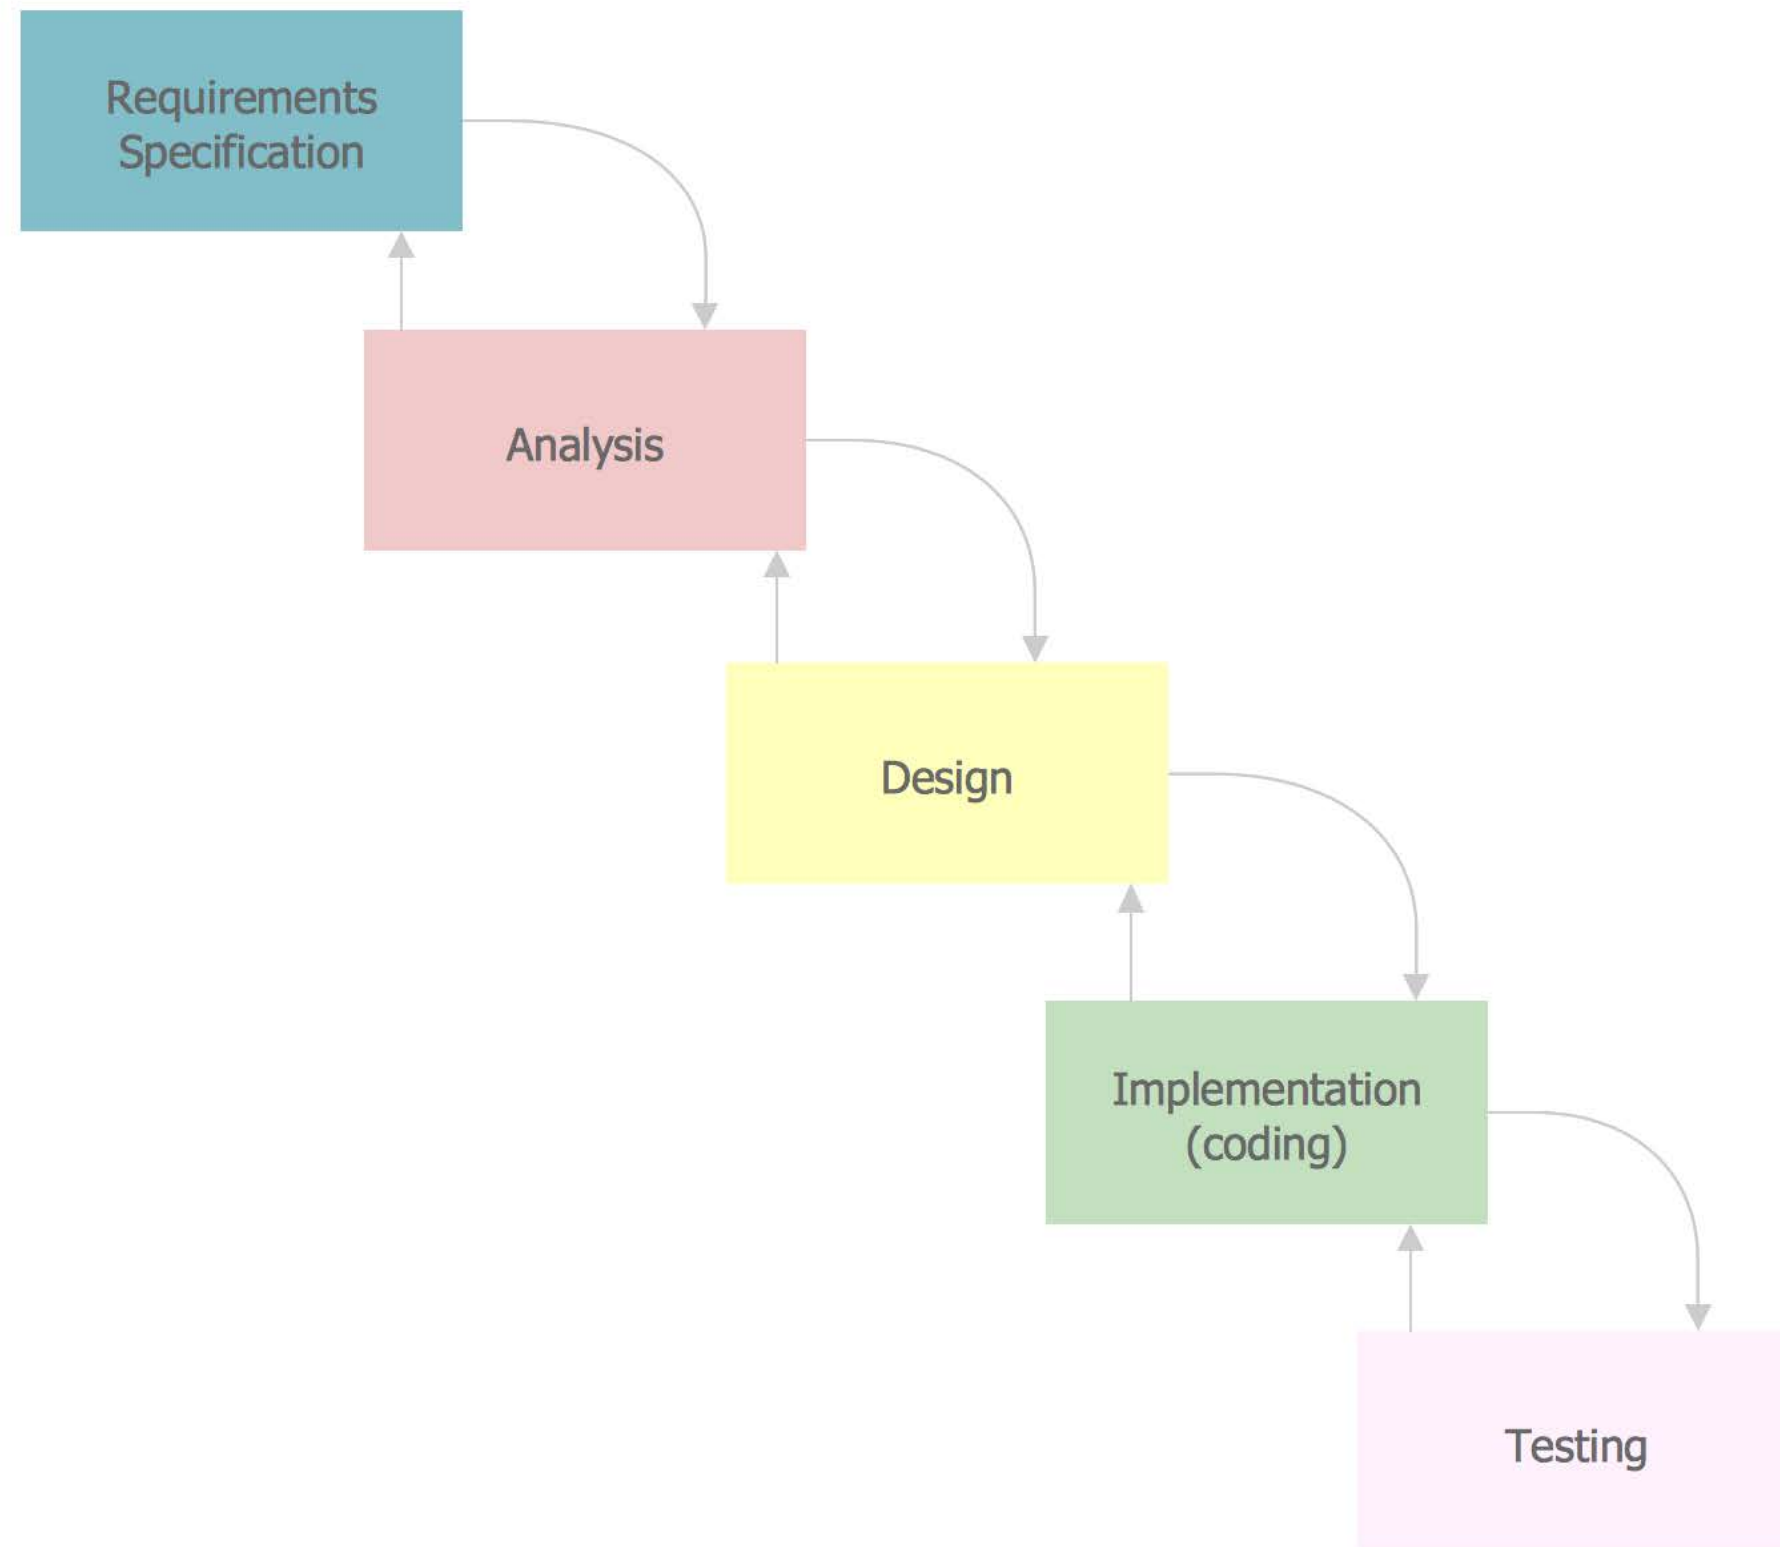 Requirements
Specification
Analysis
Design
Implementation
(coding)
Testing